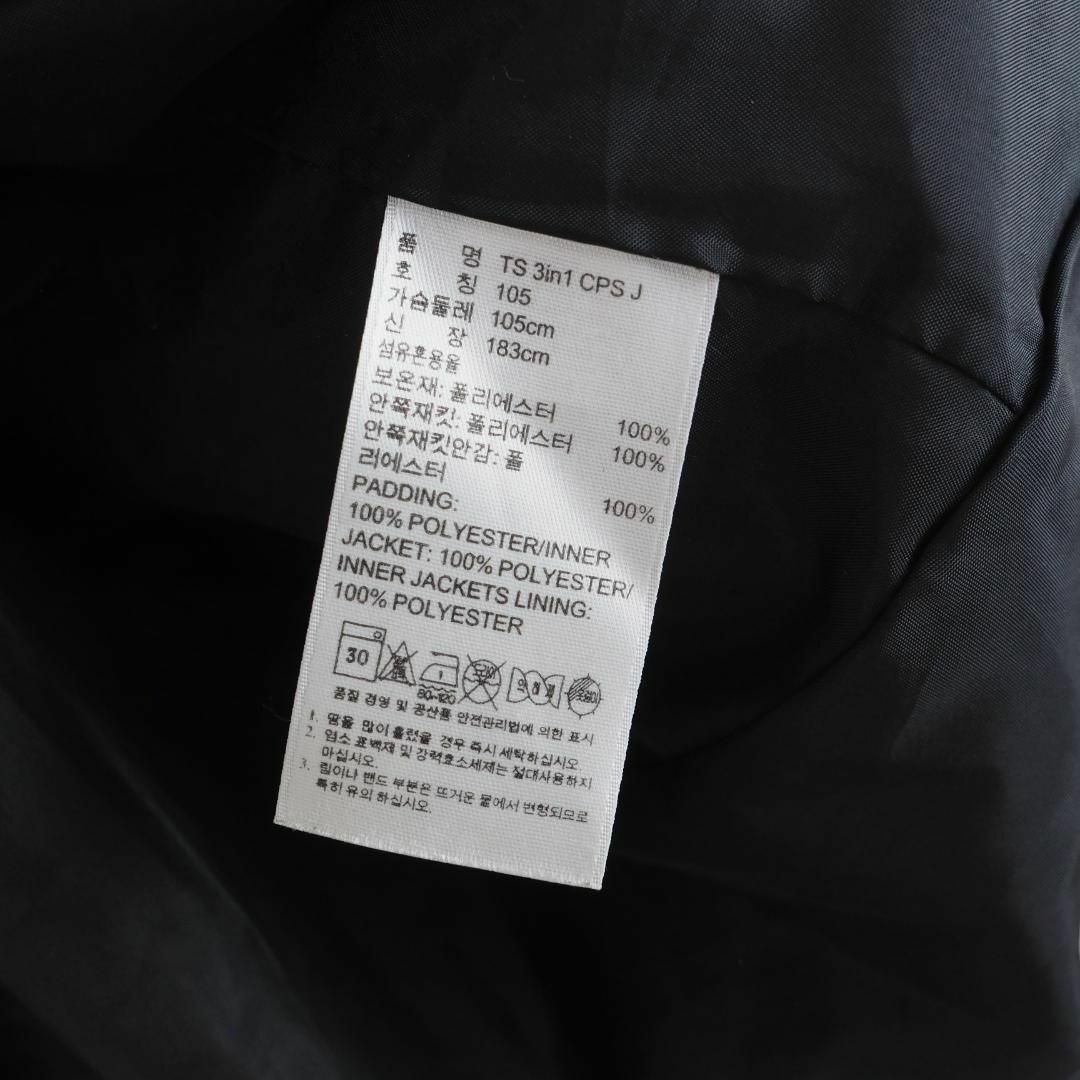 품 명 TS 3in1 CPS J
호 칭 105
가슴둘레 105cm
신 장 183cm
섬유혼용율
보온재: 폴리에스터 100%
안쪽재킷: 폴리에스터 100%
안쪽재킷안감: 폴
리에스터 100%
PADDING:
100% POLYESTER/INNER
JACKET: 100% POLYESTER/
INNER JACKETS LINING:
100% POLYESTER
30 80~120
품질 경영 및 공산품 안전관리법에 의한 표시
1. 땀을 많이 흘렸을 경우 즉시 세탁하십시오
2. 염소 표백제 및 강력효소세제는 절대사용하지
마십시오.
3. 립이나 밴드 부분은 뜨거운 물에서 변형되므로
특히 유의 하십시오.